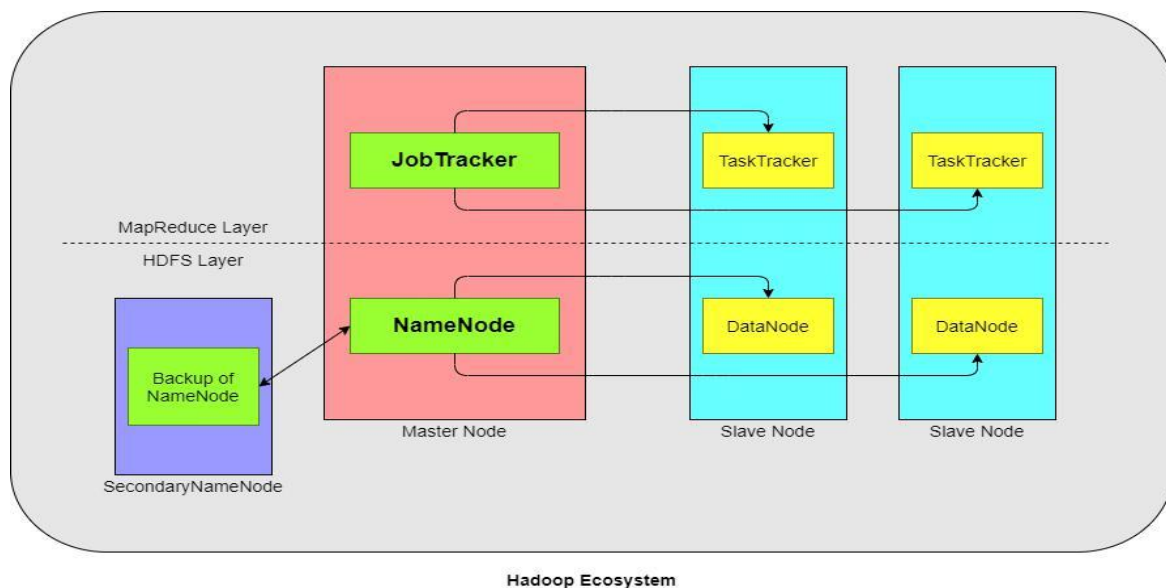 JobTracker
TaskTracker
TaskTracker
MapReduce Layer
HDFS Layer
NameNode
DataNode
DataNode
Backup of
NameNode
Master Node
Slave Node
Slave Node
SecondaryNameNode
Hadoop Ecosystem